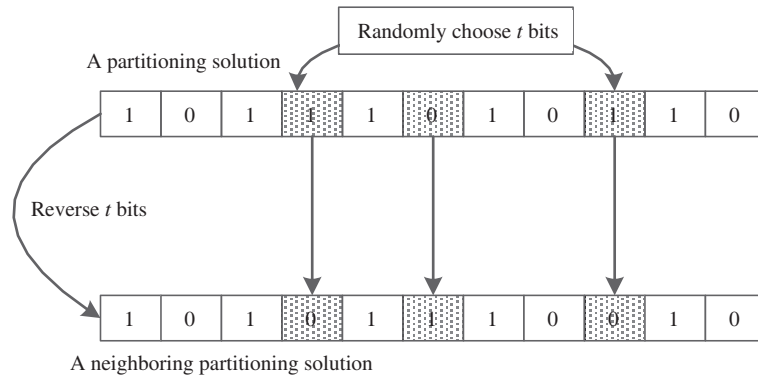 Randomly choose t bits
A partitioning solution
1 0 1 1 1 0 1 0 1 1 0
Reverse t bits
1 0 1 0 1 1 1 0 0 1 0
A neighboring partitioning solution